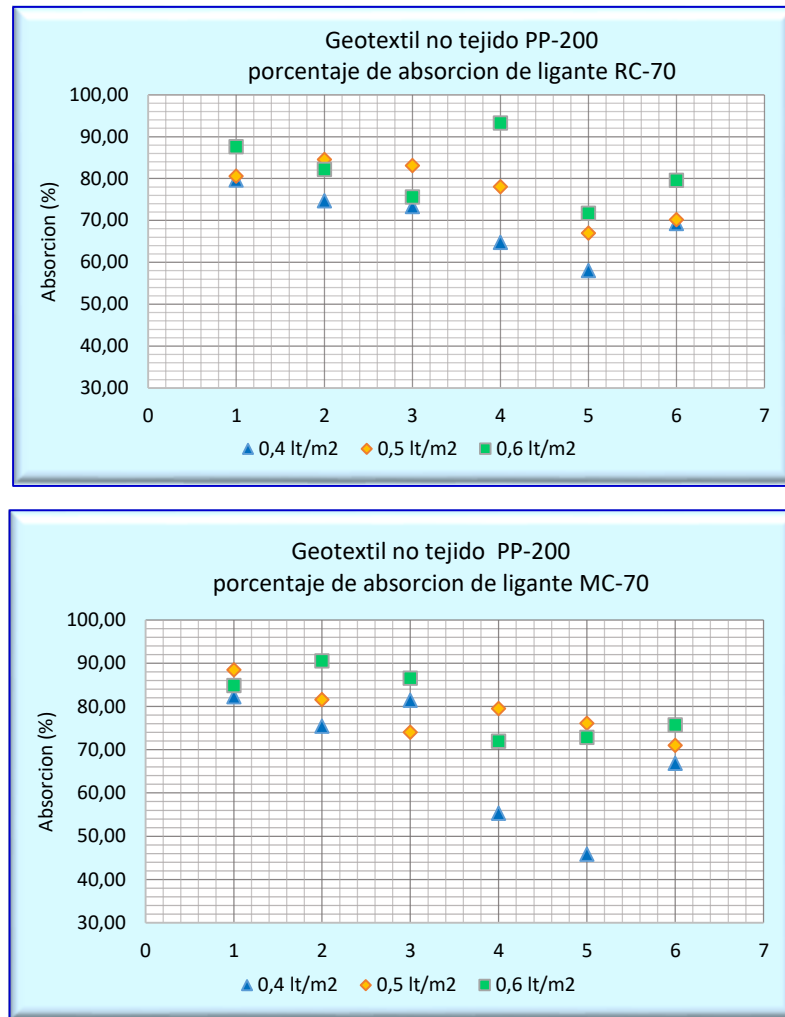 Geotextil no tejido PP-200
porcentaje de absorcion de ligante RC-70
Absorcion (%)
100,00
90,00
80,00
70,00
60,00
50,00
40,00
30,00
0 1 2 3 4 5 6 7
0,4 lt/m2 0,5 lt/m2 0,6 lt/m2
Geotextil no tejido PP-200
porcentaje de absorcion de ligante MC-70
Absorcion (%)
100,00
90,00
80,00
70,00
60,00
50,00
40,00
30,00
0 1 2 3 4 5 6 7
0,4 lt/m2 0,5 lt/m2 0,6 lt/m2